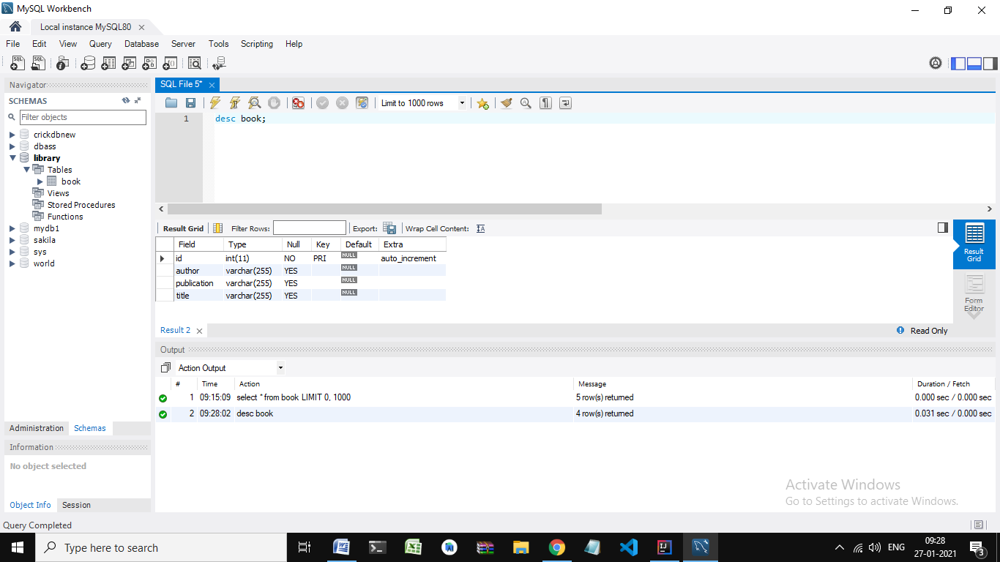 MySQL Workbench
Local instance MySQL80
File Edit View Query Database Server Tools Scripting Help
Navigator
SCHEMAS
Filter objects
crickdbnew
dbass
library
Tables
book
Views
Stored Procedures
Functions
mydb1
sakila
sys
world
Administration Schemas
Information
No object selected
Object Info Session
SQL File 5*
Limit to 1000 rows
1 desc book;
Result Grid Filter Rows: Export: Wrap Cell Content:
Field Type Null Key Default Extra
id int(11) NO PRI NULL auto_increment
author varchar(255) YES NULL
publication varchar(255) YES NULL
title varchar(255) YES NULL
Result
Grid
Form
Editor
Result 2
Read Only
Output
Action Output
# Time Action Message Duration / Fetch
1 09:15:09 select * from book LIMIT 0, 1000 5 row(s) returned 0.000 sec / 0.000 sec
2 09:28:02 desc book 4 row(s) returned 0.031 sec / 0.000 sec
Activate Windows
Go to Settings to activate Windows.
Query Completed
Type here to search
ENG
09:28
27-01-2021
3